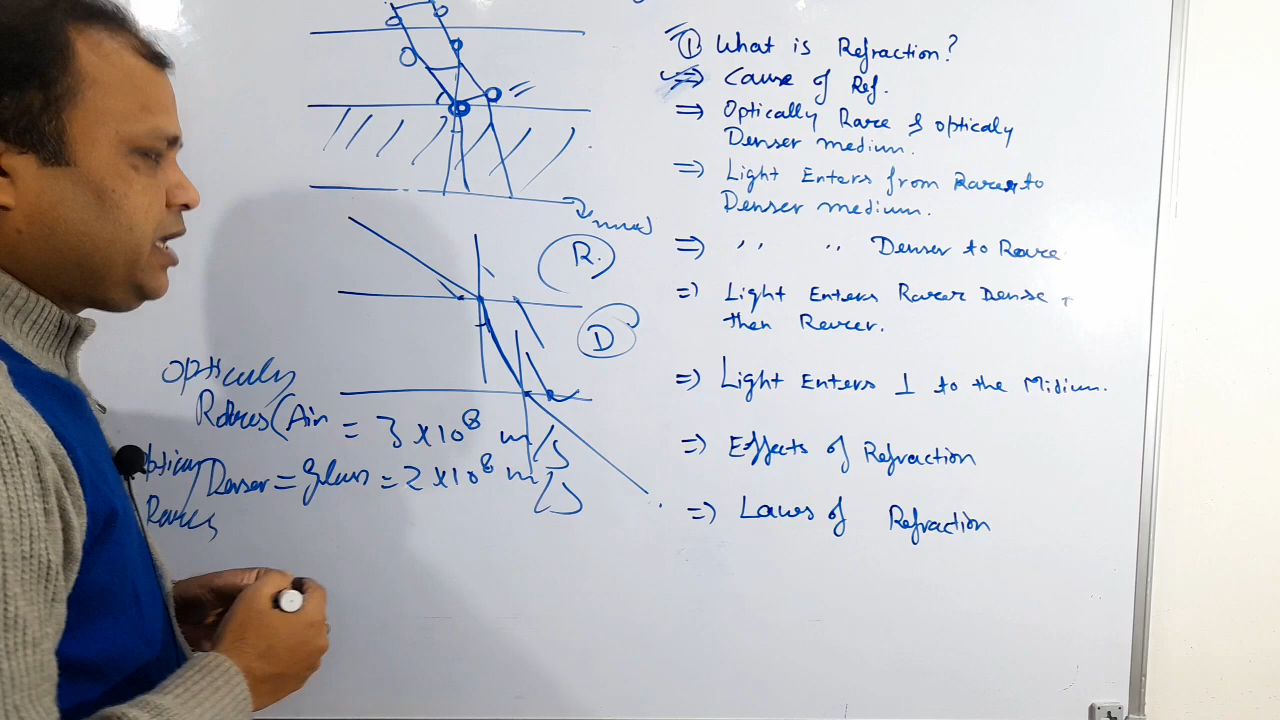 ① What is Refraction?
⇒ Cause of Ref.
⇒ Optically Rare & optically
Denser medium.
⇒ Light Enters from Rarer to
Denser medium.
⇒ ,, ,, Denser to Rarer
⇒ Light Enters Rarer Dense
then Rarer.
⇒ Light Enters ⊥ to the Midium.
⇒ Effects of Refraction
⇒ Laws of Refraction
mud
R.
D
Optically
(Air = 3 x 10⁸ m/s
Denser = glass = 2 x 10⁸ m/s
Rarer